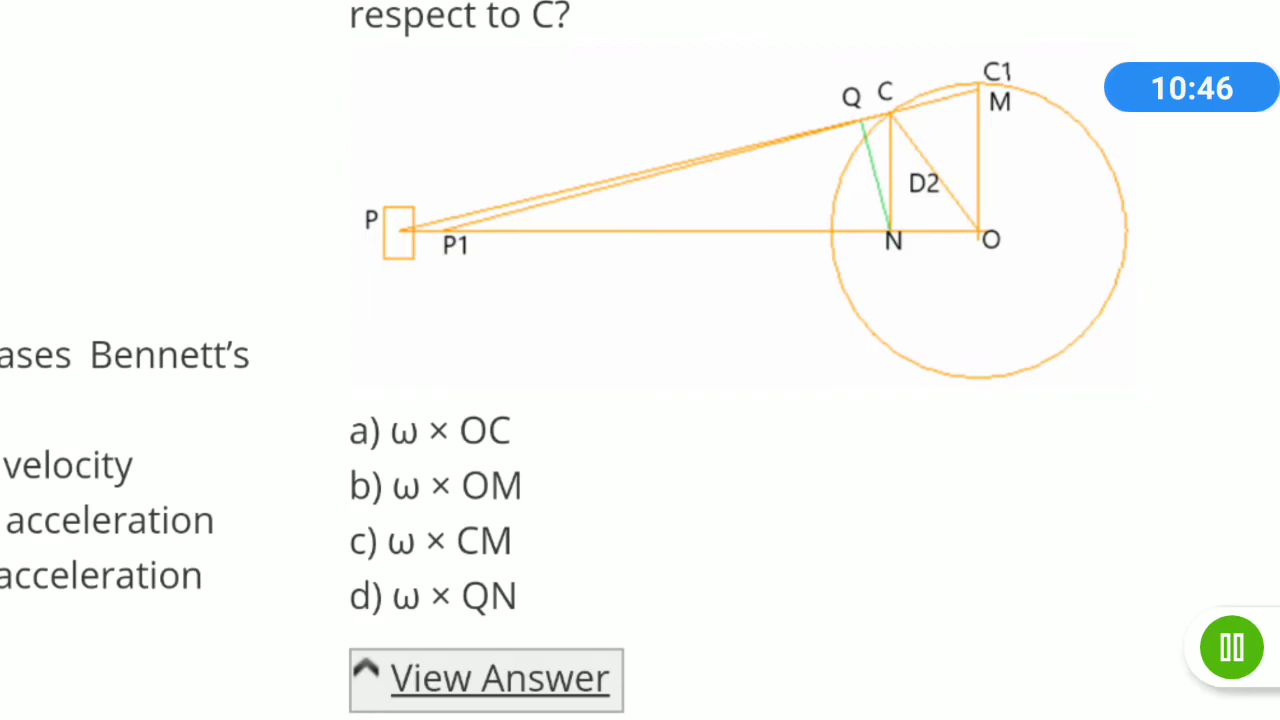 respect to C?
C1
Q C
M
10:46
D2
P
P1
N
O
ases Bennett’s
velocity
acceleration
acceleration
a) ω × OC
b) ω × OM
c) ω × CM
d) ω × QN
View Answer